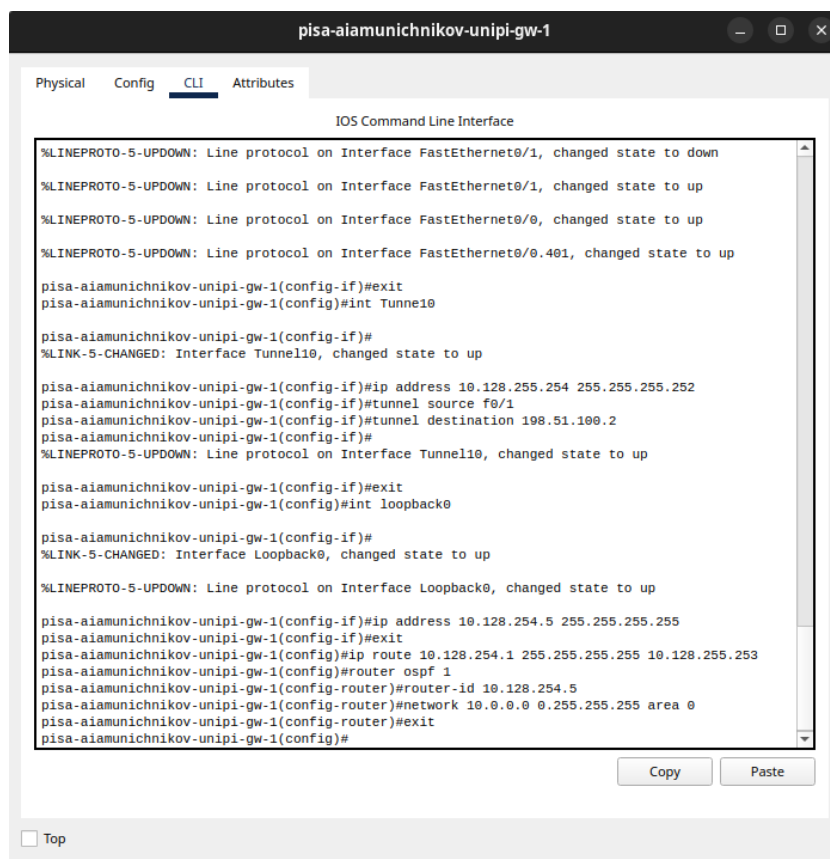 pisa-aiamunichnikov-unipi-gw-1
Physical Config CLI Attributes
IOS Command Line Interface
%LINEPROTO-5-UPDOWN: Line protocol on Interface FastEthernet0/1, changed state to down
%LINEPROTO-5-UPDOWN: Line protocol on Interface FastEthernet0/1, changed state to up
%LINEPROTO-5-UPDOWN: Line protocol on Interface FastEthernet0/0, changed state to up
%LINEPROTO-5-UPDOWN: Line protocol on Interface FastEthernet0/0.401, changed state to up
pisa-aiamunichnikov-unipi-gw-1(config-if)#exit
pisa-aiamunichnikov-unipi-gw-1(config)#int Tunne10
pisa-aiamunichnikov-unipi-gw-1(config-if)#
%LINK-5-CHANGED: Interface Tunnel10, changed state to up
pisa-aiamunichnikov-unipi-gw-1(config-if)#ip address 10.128.255.254 255.255.255.252
pisa-aiamunichnikov-unipi-gw-1(config-if)#tunnel source f0/1
pisa-aiamunichnikov-unipi-gw-1(config-if)#tunnel destination 198.51.100.2
pisa-aiamunichnikov-unipi-gw-1(config-if)#
%LINEPROTO-5-UPDOWN: Line protocol on Interface Tunnel10, changed state to up
pisa-aiamunichnikov-unipi-gw-1(config-if)#exit
pisa-aiamunichnikov-unipi-gw-1(config)#int loopback0
pisa-aiamunichnikov-unipi-gw-1(config-if)#
%LINK-5-CHANGED: Interface Loopback0, changed state to up
%LINEPROTO-5-UPDOWN: Line protocol on Interface Loopback0, changed state to up
pisa-aiamunichnikov-unipi-gw-1(config-if)#ip address 10.128.254.5 255.255.255.255
pisa-aiamunichnikov-unipi-gw-1(config-if)#exit
pisa-aiamunichnikov-unipi-gw-1(config)#ip route 10.128.254.1 255.255.255.255 10.128.255.253
pisa-aiamunichnikov-unipi-gw-1(config)#router ospf 1
pisa-aiamunichnikov-unipi-gw-1(config-router)#router-id 10.128.254.5
pisa-aiamunichnikov-unipi-gw-1(config-router)#network 10.0.0.0 0.255.255.255 area 0
pisa-aiamunichnikov-unipi-gw-1(config-router)#exit
pisa-aiamunichnikov-unipi-gw-1(config)#
Copy Paste
Top